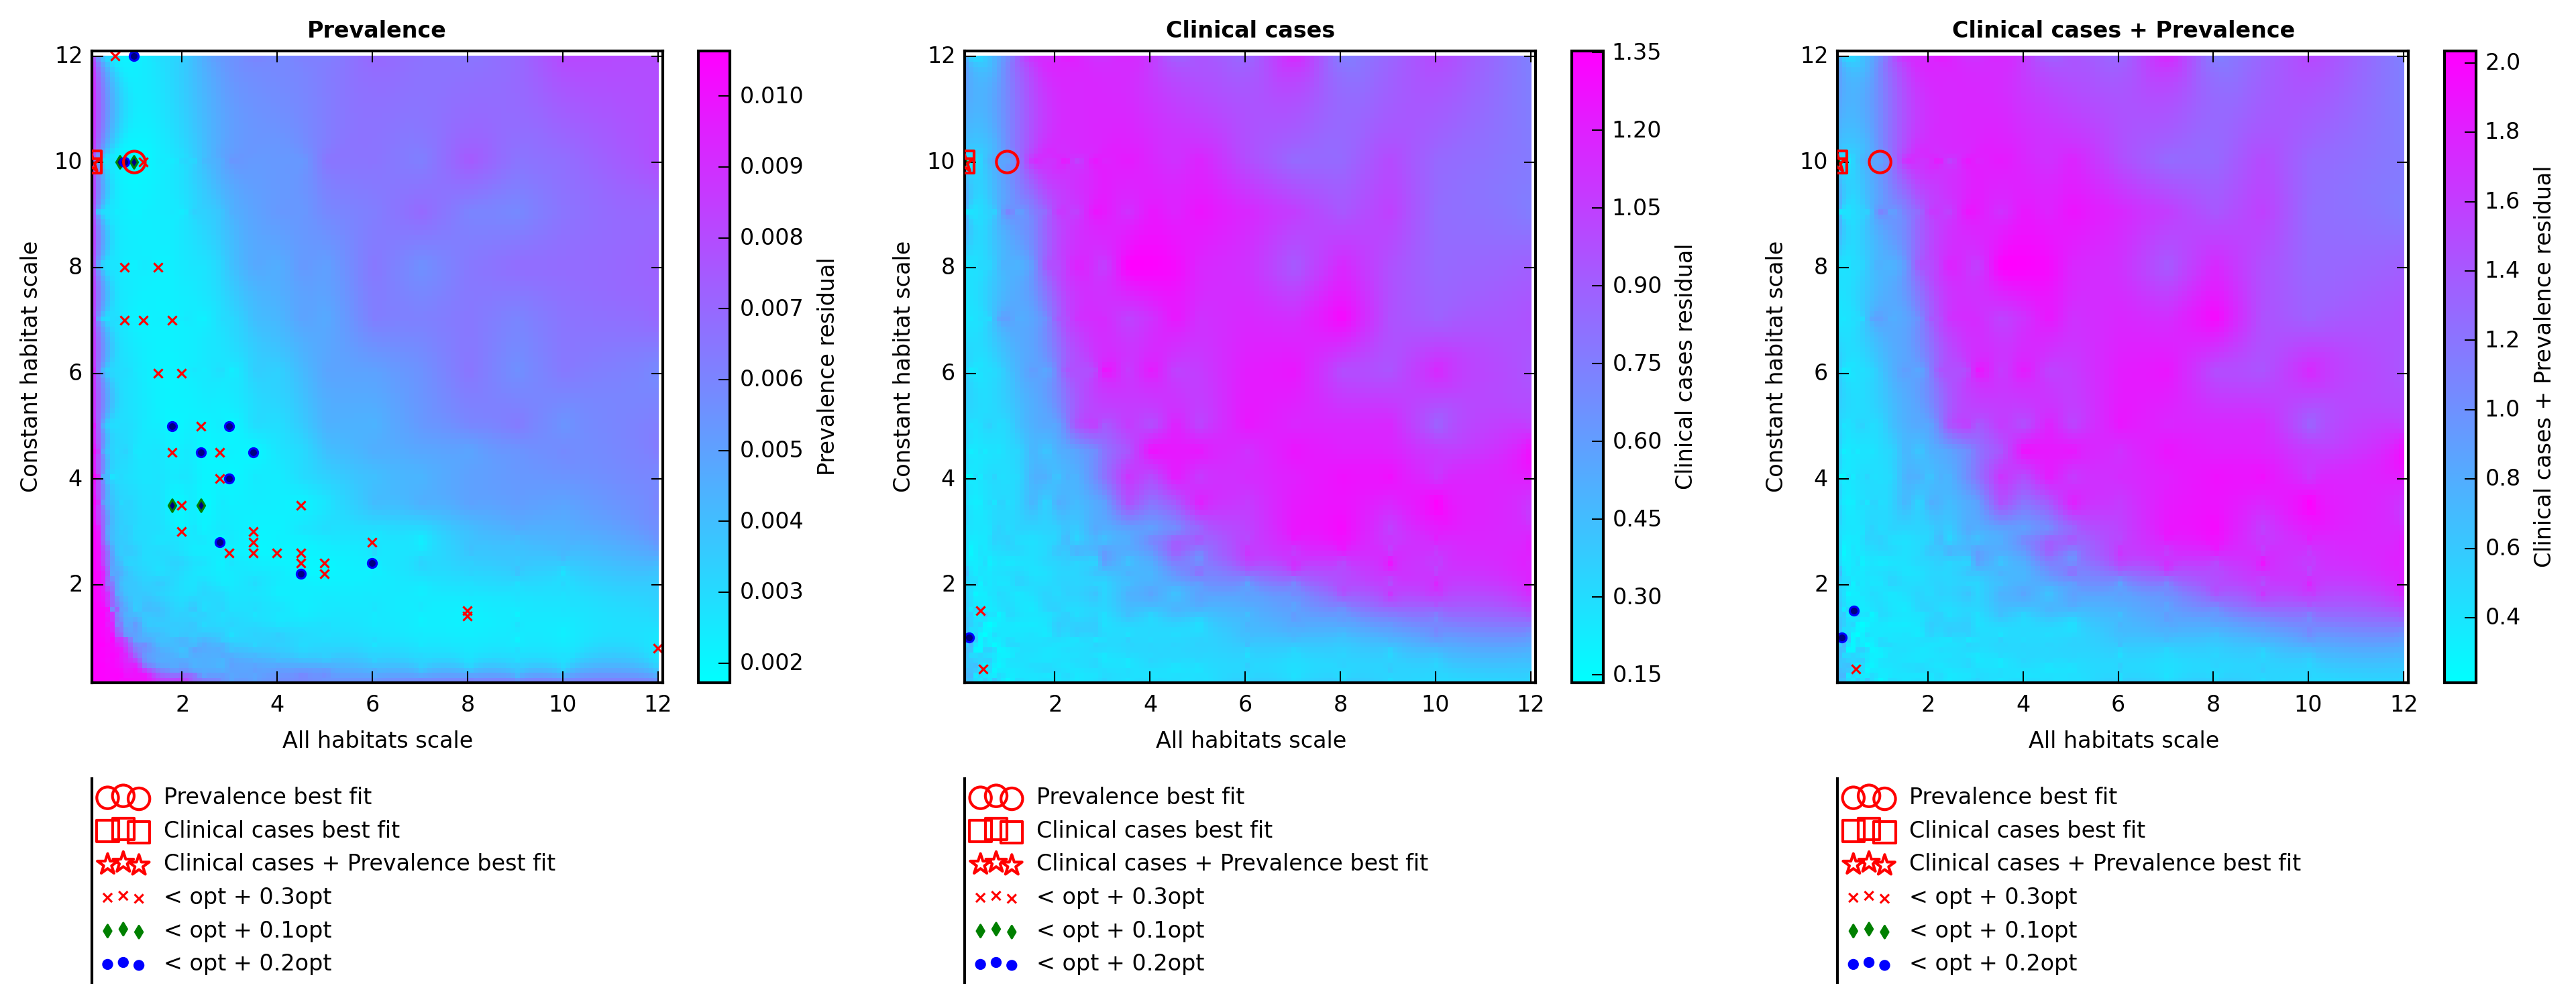 Prevalence
12
10
8
6
4
2
Constant habitat scale
2 4 6 8 10 12
All habitats scale
0.010
0.009
0.008
0.007
0.006
0.005
0.004
0.003
0.002
Prevalence residual
Prevalence best fit
Clinical cases best fit
Clinical cases + Prevalence best fit
< opt + 0.3opt
< opt + 0.1opt
< opt + 0.2opt
Clinical cases
12
10
8
6
4
2
Constant habitat scale
2 4 6 8 10 12
All habitats scale
1.35
1.20
1.05
0.90
0.75
0.60
0.45
0.30
0.15
Clinical cases residual
Prevalence best fit
Clinical cases best fit
Clinical cases + Prevalence best fit
< opt + 0.3opt
< opt + 0.1opt
< opt + 0.2opt
Clinical cases + Prevalence
12
10
8
6
4
2
Constant habitat scale
2 4 6 8 10 12
All habitats scale
2.0
1.8
1.6
1.4
1.2
1.0
0.8
0.6
0.4
Clinical cases + Prevalence residual
Prevalence best fit
Clinical cases best fit
Clinical cases + Prevalence best fit
< opt + 0.3opt
< opt + 0.1opt
< opt + 0.2opt